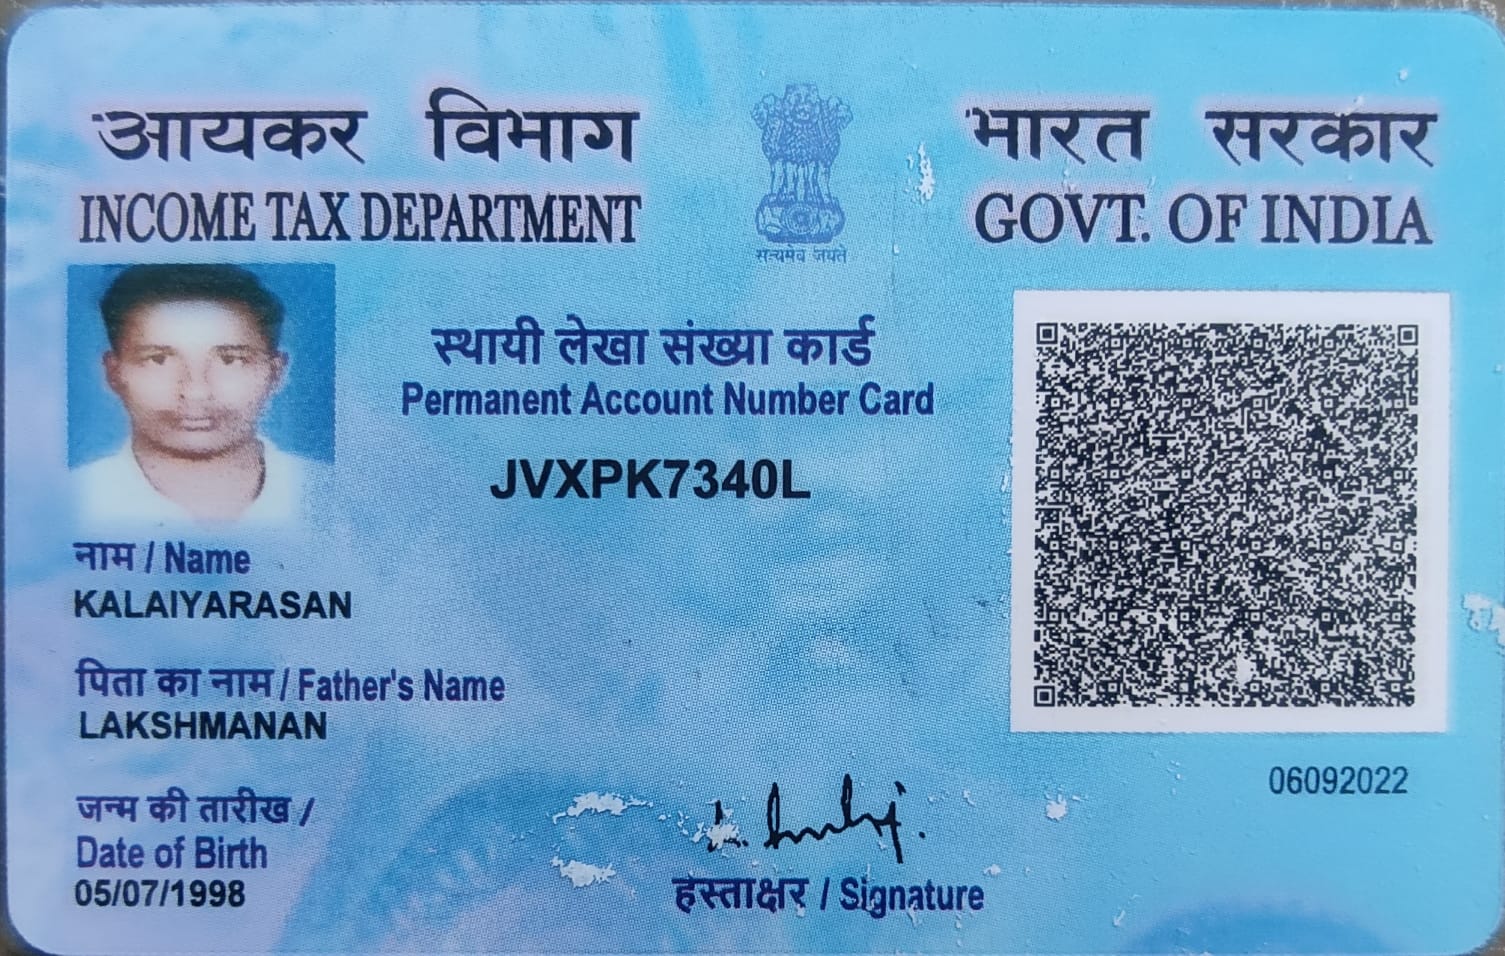 आयकर विभाग
INCOME TAX DEPARTMENT
सत्यमेव जयते
भारत सरकार
GOVT. OF INDIA
स्थायी लेखा संख्या कार्ड
Permanent Account Number Card
JVXPK7340L
नाम / Name
KALAIYARASAN
पिता का नाम / Father's Name
LAKSHMANAN
जन्म की तारीख /
Date of Birth
05/07/1998
हस्ताक्षर / Signature
06092022